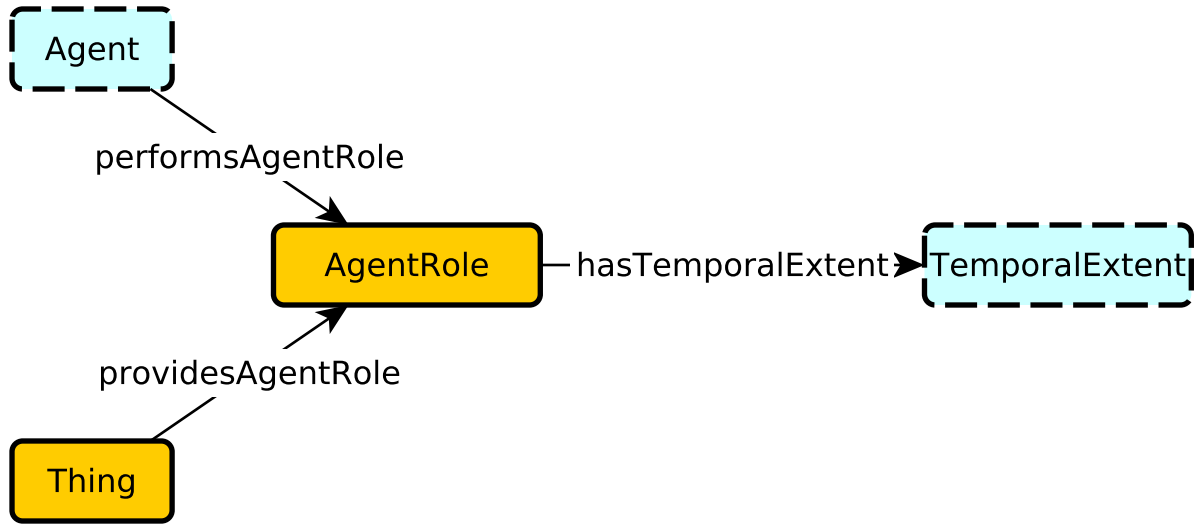 Agent
performsAgentRole
AgentRole
hasTemporalExtent
TemporalExtent
providesAgentRole
Thing